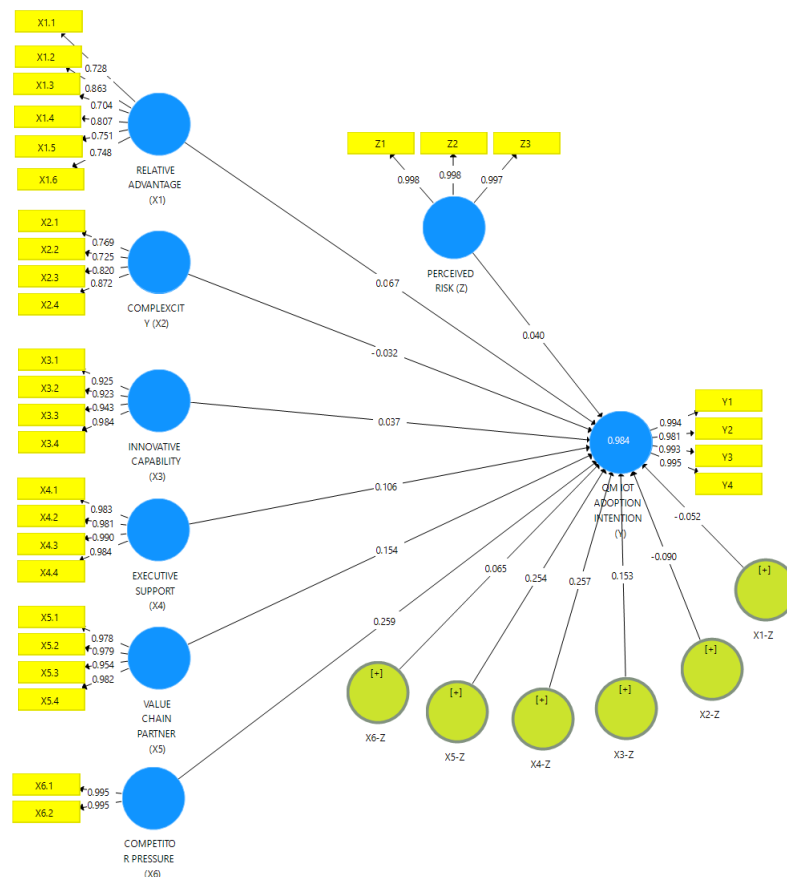 X1.1
X1.2
X1.3
X1.4
X1.5
X1.6
0.728
0.863
0.704
0.807
0.751
0.748
RELATIVE
ADVANTAGE
(X1)
Z1
Z2
Z3
0.998
0.998
0.997
PERCEIVED
RISK (Z)
X2.1
X2.2
X2.3
X2.4
0.769
0.725
0.820
0.872
COMPLEXCIT
Y (X2)
0.067
-0.032
0.040
X3.1
X3.2
X3.3
X3.4
0.925
0.923
0.943
0.984
INNOVATIVE
CAPABILITY
(X3)
0.037
0.984
QM IOT
ADOPTION
INTENTION
(Y)
0.994
0.981
0.993
0.995
Y1
Y2
Y3
Y4
X4.1
X4.2
X4.3
X4.4
0.983
0.981
0.990
0.984
EXECUTIVE
SUPPORT
(X4)
0.106
0.154
0.259
0.065
0.254
0.257
0.153
-0.090
-0.052
X5.1
X5.2
X5.3
X5.4
0.978
0.979
0.954
0.982
VALUE
CHAIN
PARTNER
(X5)
[+]
X6-Z
[+]
X5-Z
[+]
X4-Z
[+]
X3-Z
[+]
X2-Z
[+]
X1-Z
X6.1
X6.2
0.995
0.995
COMPETITO
R PRESSURE
(X6)